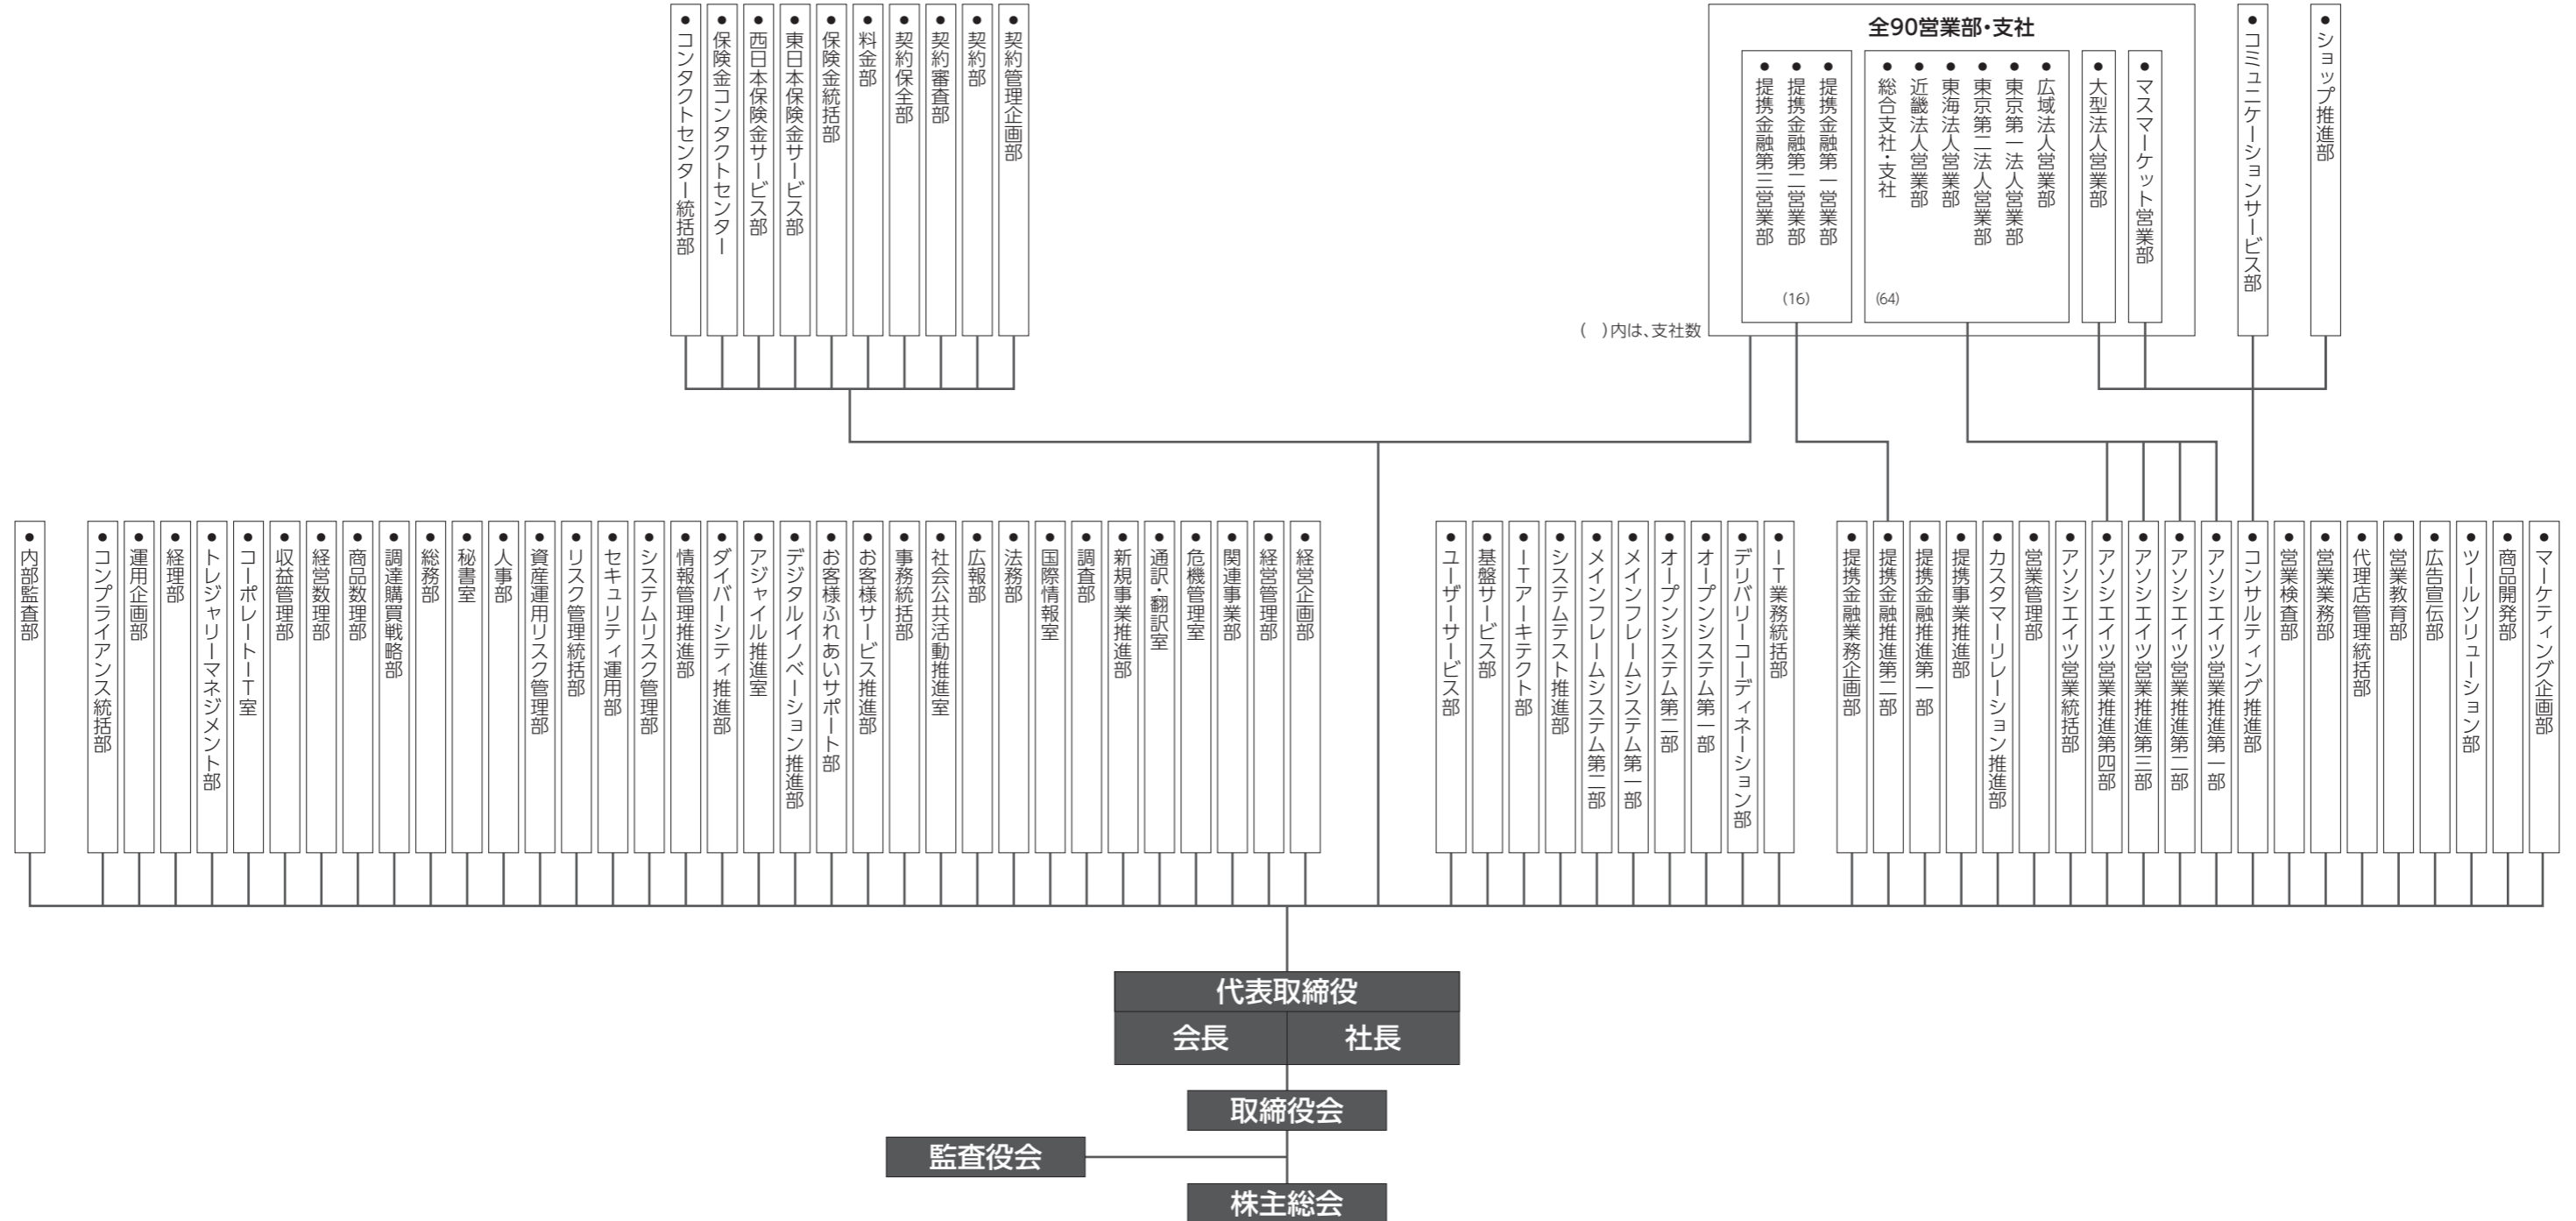 ●コンタクトセンター統括部
●保険金コンタクトセンター
●西日本保険金サービス部
●東日本保険金サービス部
●保険金統括部
●料金部
●契約保全部
●契約審査部
●契約部
●契約管理企画部
全90営業部・支社
●提携金融第三営業部
●提携金融第二営業部
●提携金融第一営業部
(16)
●総合支社・支社
●近畿法人営業部
●東海法人営業部
●東京第二法人営業部
●東京第一法人営業部
●広域法人営業部
(64)
●大型法人営業部
●マスマーケット営業部
( )内は、支社数
●コミュニケーションサービス部
●ショップ推進部
●内部監査部
●コンプライアンス統括部
●運用企画部
●経理部
●トレジャリーマネジメント部
●コーポレートIT室
●収益管理部
●経営数理部
●商品数理部
●調達購買戦略部
●総務部
●秘書室
●人事部
●資産運用リスク管理部
●リスク管理統括部
●セキュリティ運用部
●システムリスク管理部
●情報管理推進部
●ダイバーシティ推進部
●アジャイル推進室
●デジタルイノベーション推進部
●お客様ふれあいサポート部
●お客様サービス推進部
●事務統括部
●社会公共活動推進室
●広報部
●法務部
●国際情報室
●調査部
●新規事業推進部
●通訳・翻訳室
●危機管理室
●関連事業部
●経営管理部
●経営企画部
●ユーザーサービス部
●基盤サービス部
●ITアーキテクト部
●システムテスト推進部
●メインフレームシステム第二部
●メインフレームシステム第一部
●オープンシステム第二部
●オープンシステム第一部
●デリバリーコーディネーション部
●IT業務統括部
●提携金融業務企画部
●提携金融推進第二部
●提携金融推進第一部
●提携事業推進部
●カスタマーリレーション推進部
●営業管理部
●アソシエイツ営業統括部
●アソシエイツ営業推進第四部
●アソシエイツ営業推進第三部
●アソシエイツ営業推進第二部
●アソシエイツ営業推進第一部
●コンサルティング推進部
●営業検査部
●営業業務部
●代理店管理統括部
●営業教育部
●広告宣伝部
●ツールソリューション部
●商品開発部
●マーケティング企画部
代表取締役
会長
社長
取締役会
監査役会
株主総会